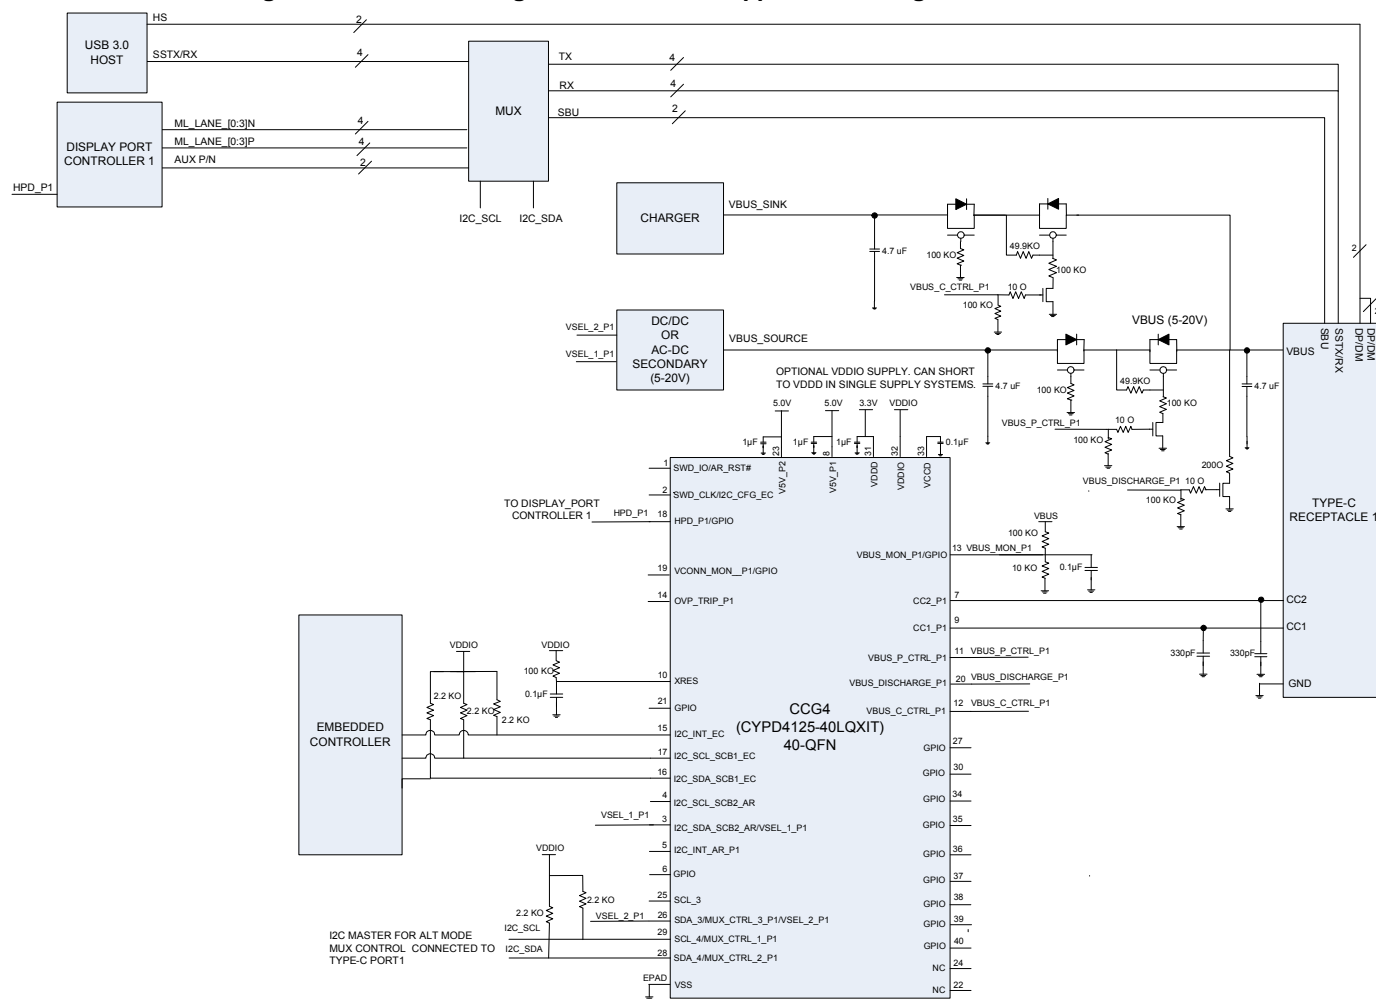 HS
2
USB 3.0
HOST
SSTX/RX
4
MUX
TX
4
RX
4
SBU
2
DISPLAY PORT
CONTROLLER 1
ML_LANE_[0:3]N
4
ML_LANE_[0:3]P
4
AUX P/N
2
HPD_P1
I2C_SCL
I2C_SDA
CHARGER
VBUS_SINK
4.7 uF
100 KO
49.9KO
100 KO
VBUS_C_CTRL_P1
10 O
100 KO
2
VSEL_2_P1
VSEL_1_P1
DC/DC
OR
AC-DC
SECONDARY
(5-20V)
VBUS_SOURCE
VBUS (5-20V)
4.7 uF
100 KO
49.9KO
100 KO
VBUS_P_CTRL_P1
10 O
100 KO
4.7 uF
200O
VBUS_DISCHARGE_P1
10 O
100 KO
SBU
SSTX/RX
DP/DM
DP/DM
VBUS
TYPE-C
RECEPTACLE 1
CC2
CC1
GND
OPTIONAL VDDIO SUPPLY. CAN SHORT
TO VDDD IN SINGLE SUPPLY SYSTEMS.
5.0V
5.0V
3.3V
VDDIO
1µF
1µF
1µF
0.1µF
23
8
31
32
33
V5V_P2
V5V_P1
VDDD
VDDIO
VCCD
1
SWD_IO/AR_RST#
2
SWD_CLK/I2C_CFG_EC
TO DISPLAY_PORT
CONTROLLER 1
HPD_P1
18
HPD_P1/GPIO
19
VCONN_MON__P1/GPIO
14
OVP_TRIP_P1
VBUS
100 KO
10 KO
0.1µF
VBUS_MON_P1/GPIO
13
VBUS_MON_P1
CC2_P1
7
CC1_P1
9
330pF
330pF
VBUS_P_CTRL_P1
11
VBUS_P_CTRL_P1
VBUS_DISCHARGE_P1
20
VBUS_DISCHARGE_P1
VBUS_C_CTRL_P1
12
VBUS_C_CTRL_P1
EMBEDDED
CONTROLLER
VDDIO
2.2 KO
2.2 KO
2.2 KO
VDDIO
100 KO
0.1µF
10
XRES
21
GPIO
15
I2C_INT_EC
17
I2C_SCL_SCB1_EC
16
I2C_SDA_SCB1_EC
4
I2C_SCL_SCB2_AR
VSEL_1_P1
3
I2C_SDA_SCB2_AR/VSEL_1_P1
5
I2C_INT_AR_P1
6
GPIO
25
SCL_3
VSEL_2_P1
26
SDA_3/MUX_CTRL_3_P1/VSEL_2_P1
29
SCL_4/MUX_CTRL_1_P1
28
SDA_4/MUX_CTRL_2_P1
EPAD
VSS
VDDIO
2.2 KO
2.2 KO
I2C_SCL
I2C_SDA
I2C MASTER FOR ALT MODE
MUX CONTROL CONNECTED TO
TYPE-C PORT1
CCG4
(CYPD4125-40LQXIT)
40-QFN
GPIO
27
GPIO
30
GPIO
34
GPIO
35
GPIO
36
GPIO
37
GPIO
38
GPIO
39
GPIO
40
NC
24
NC
22